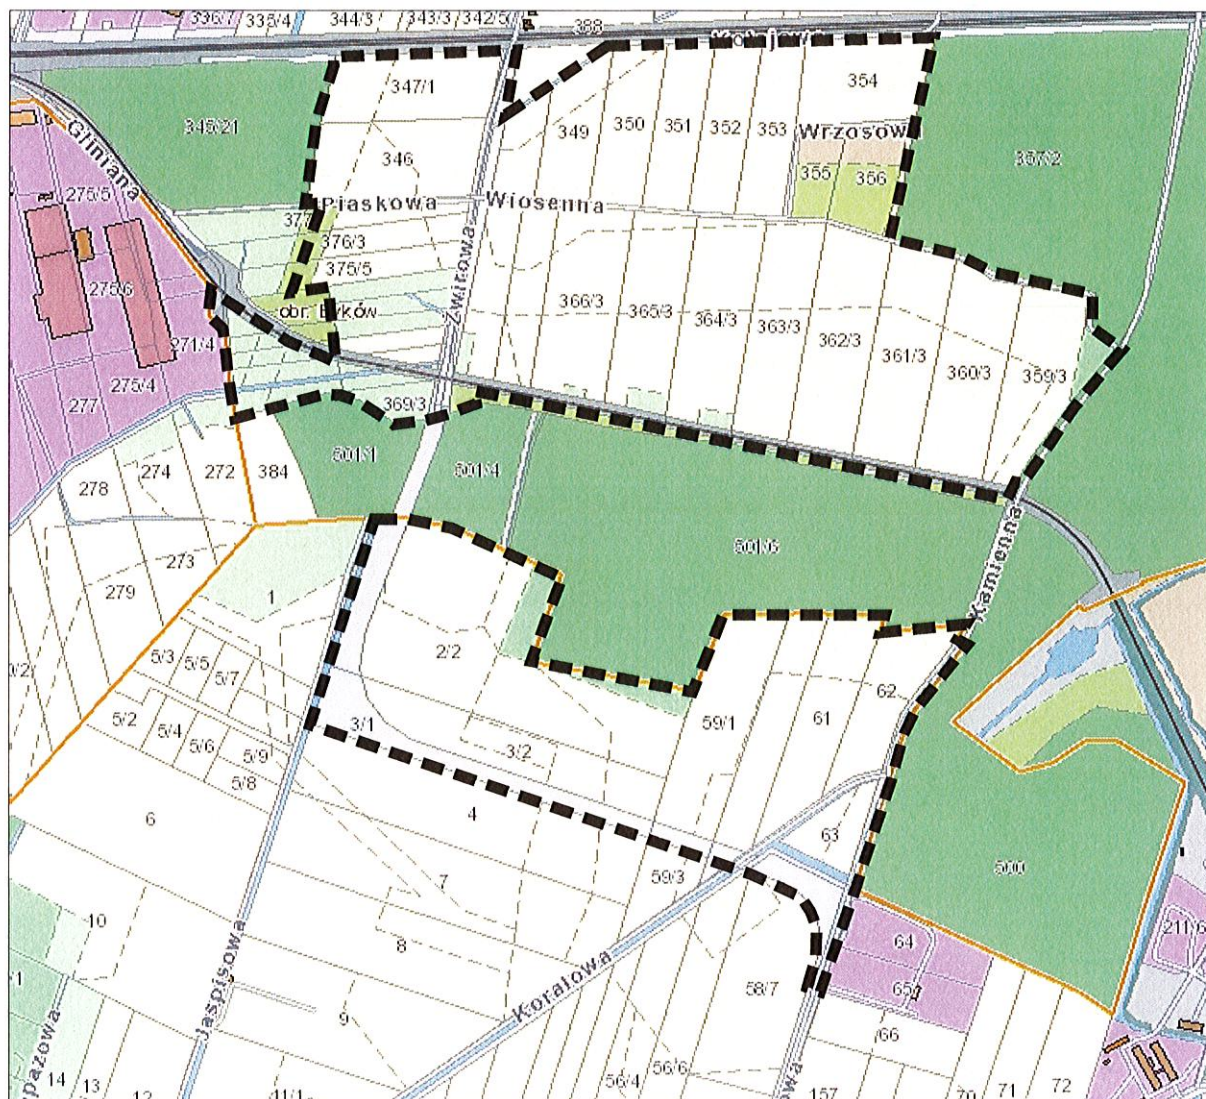 336/7 335/4 344/3 343/3 342/5 388
347/1 354
345/21 349 350 351 352 353 Wrzosowa
Gliniana 346 355 356 357/2
275/5 377 Piaskowa Wiosenna
376/3
375/5 Żwirowa
275/6 obr. Byków 366/3 365/3 364/3 363/3 362/3 361/3 360/3 359/3
271/4
275/4
277 369/3
278 274 272 384 501/1 501/4
501/6 Kamienna
273
279 1
5/3 5/5 5/7 2/2 62
5/2 5/4 5/6 5/9 3/1 59/1 61
5/8 3/2
6 4 63
59/3 500
7
10 64 211/6
Jaspisowa 8
Koralowa 58/7 65
9 /66
14 13 12 11/1 56/4 56/6 157 70 71 72